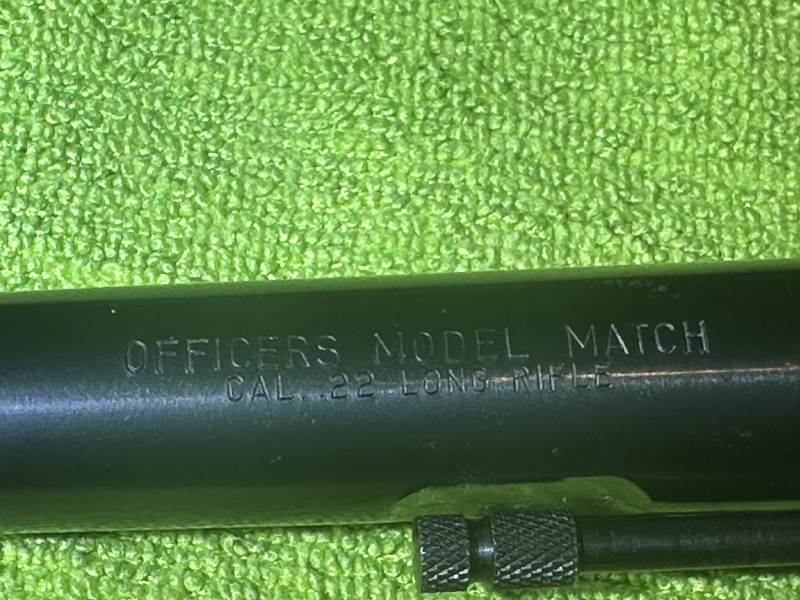 OFFICERS MODEL MATCH
CAL. .22 LONG RIFLE